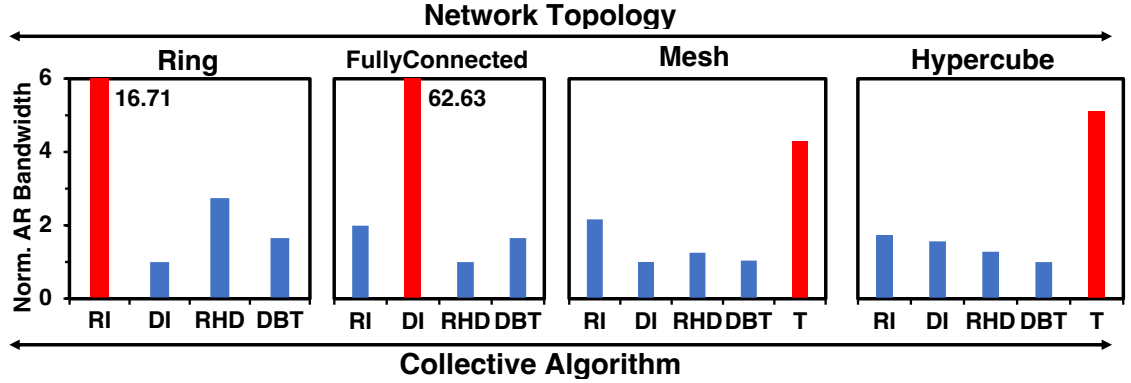 Network Topology
Ring
FullyConnected
Mesh
Hypercube
Norm. AR Bandwidth
6
4
2
0
16.71
62.63
RI DI RHD DBT
RI DI RHD DBT
RI DI RHD DBT T
RI DI RHD DBT T
Collective Algorithm